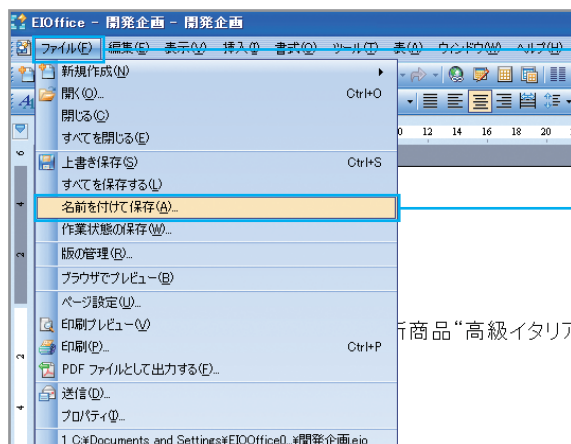 EIOffice - 開発企画 - 開発企画
ファイル(F) 編集(E) 表示(V) 挿入(I) 書式(O) ツール(T) 表(A) ウィンドウ(W) ヘルプ(H)
新規作成(N)
開く(O)... Ctrl+O
閉じる(C)
すべてを閉じる(E)
0 12 14 16 18 20
上書き保存(S) Ctrl+S
すべてを保存する(L)
名前を付けて保存(A)...
作業状態の保存(W)...
版の管理(R)...
ブラウザでプレビュー(B)
ページ設定(U)...
印刷プレビュー(V)
新商品“高級イタリア
印刷(P)... Ctrl+P
PDF ファイルとして出力する(F)...
送信(D)...
プロパティ(I)...
1 C:¥Documents and Settings¥EIOOffice0...¥開発企画.eio